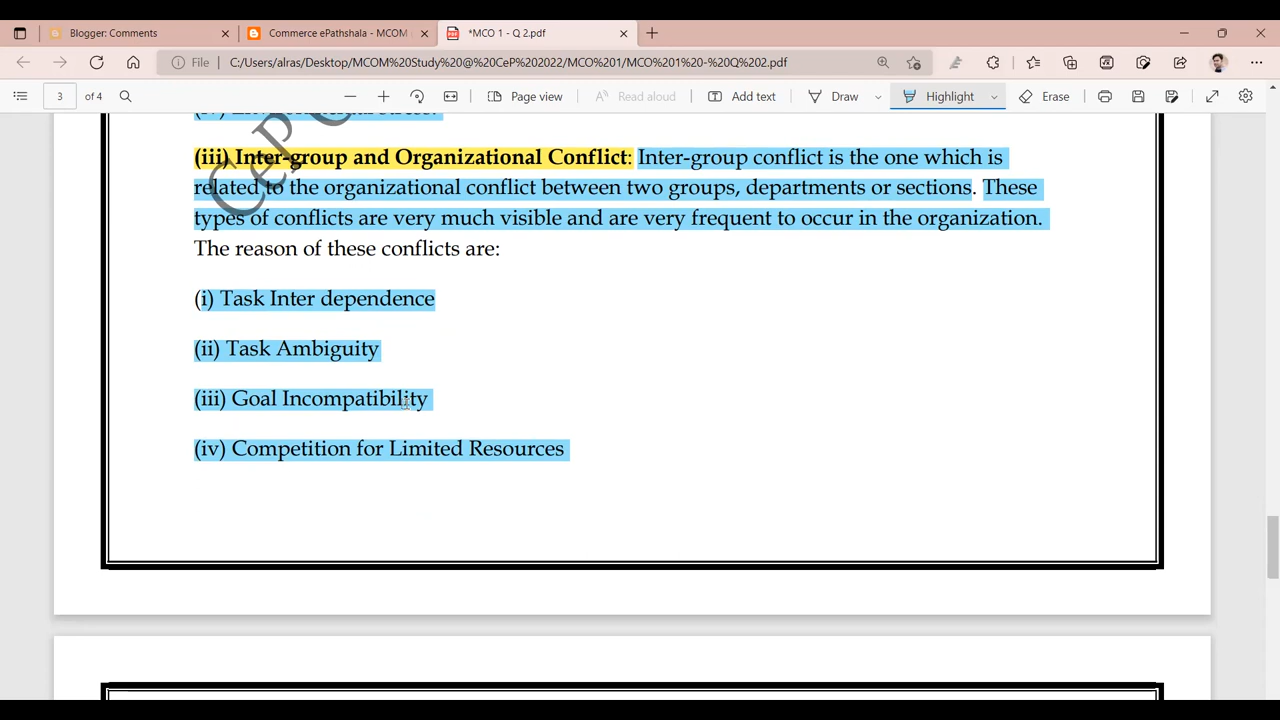 Blogger: Comments
Commerce ePathshala - MCOM
*MCO 1 - Q 2.pdf
File
C:/Users/alras/Desktop/MCOM%20Study%20@%20CeP%202022/MCO%201/MCO%201%20-%20Q%202.pdf
3 of 4
Page view
Read aloud
Add text
Draw
Highlight
Erase
(iii) Inter-group and Organizational Conflict: Inter-group conflict is the one which is
related to the organizational conflict between two groups, departments or sections. These
types of conflicts are very much visible and are very frequent to occur in the organization.
The reason of these conflicts are:
(i) Task Inter dependence
(ii) Task Ambiguity
(iii) Goal Incompatibility
(iv) Competition for Limited Resources